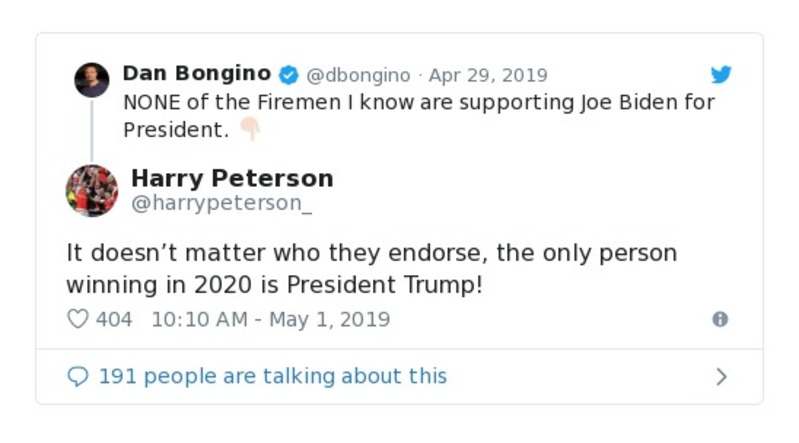 Dan Bongino @dbongino · Apr 29, 2019
NONE of the Firemen I know are supporting Joe Biden for
President. 👇🏻
Harry Peterson
@harrypeterson_
It doesn’t matter who they endorse, the only person
winning in 2020 is President Trump!
404 10:10 AM - May 1, 2019
191 people are talking about this